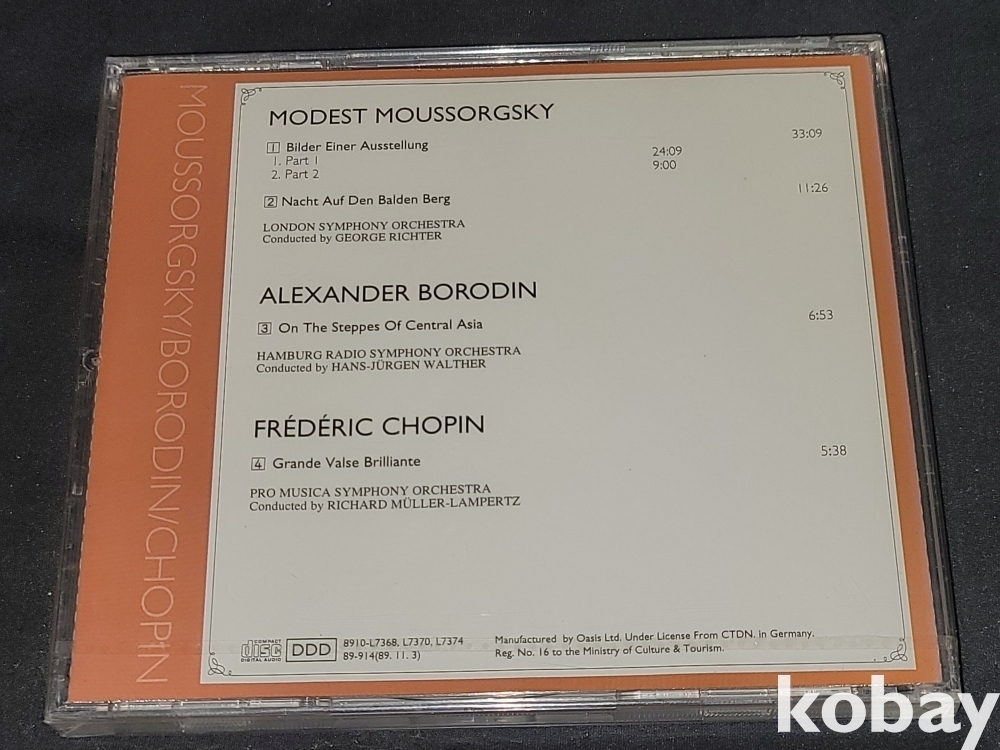 MOUSSORGSKY/BORODIN/CHOPIN
MODEST MOUSSORGSKY
1 Bilder Einer Ausstellung 33:09
1. Part 1 24:09
2. Part 2 9:00
2 Nacht Auf Den Balden Berg 11:26
LONDON SYMPHONY ORCHESTRA
Conducted by GEORGE RICHTER
ALEXANDER BORODIN
3 On The Steppes Of Central Asia 6:53
HAMBURG RADIO SYMPHONY ORCHESTRA
Conducted by HANS-JÜRGEN WALTHER
FRÉDÉRIC CHOPIN
4 Grande Valse Brilliante 5:38
PRO MUSICA SYMPHONY ORCHESTRA
Conducted by RICHARD MÜLLER-LAMPERTZ
COMPACT disc DIGITAL AUDIO
DDD
8910-L7368, L7370, L7374
89-914(89. 11. 3)
Manufactured by Oasis Ltd. Under License From CTDN. in Germany.
Reg. No. 16 to the Ministry of Culture & Tourism.
kobay